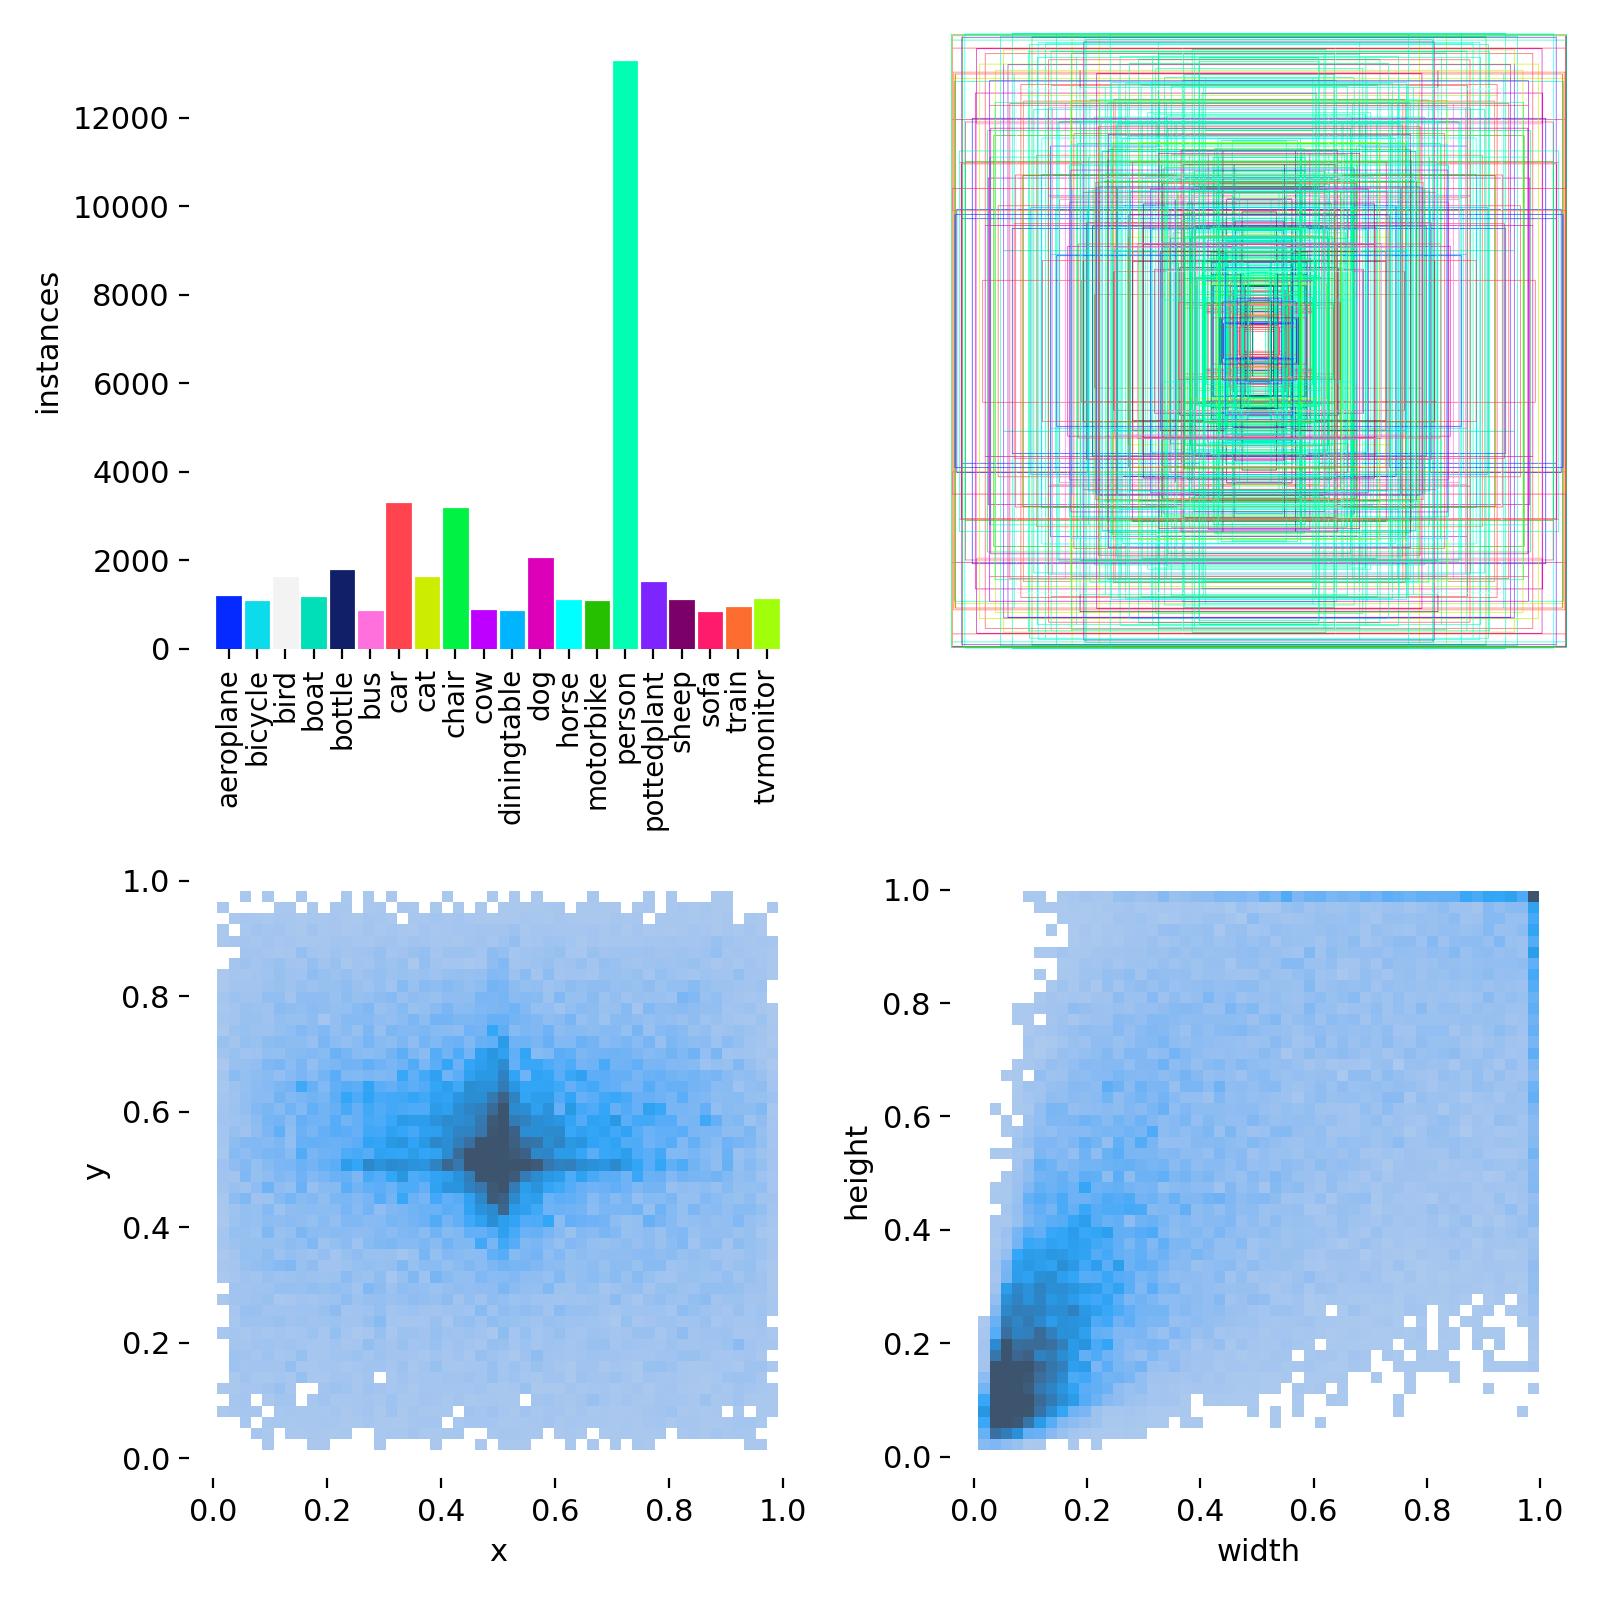 12000
10000
8000
6000
4000
2000
0
instances
aeroplane
bicycle
bird
boat
bottle
bus
car
cat
chair
cow
diningtable
dog
horse
motorbike
person
pottedplant
sheep
sofa
train
tvmonitor
1.0
0.8
0.6
0.4
0.2
0.0
y
0.0 0.2 0.4 0.6 0.8 1.0
x
1.0
0.8
0.6
0.4
0.2
0.0
height
0.0 0.2 0.4 0.6 0.8 1.0
width